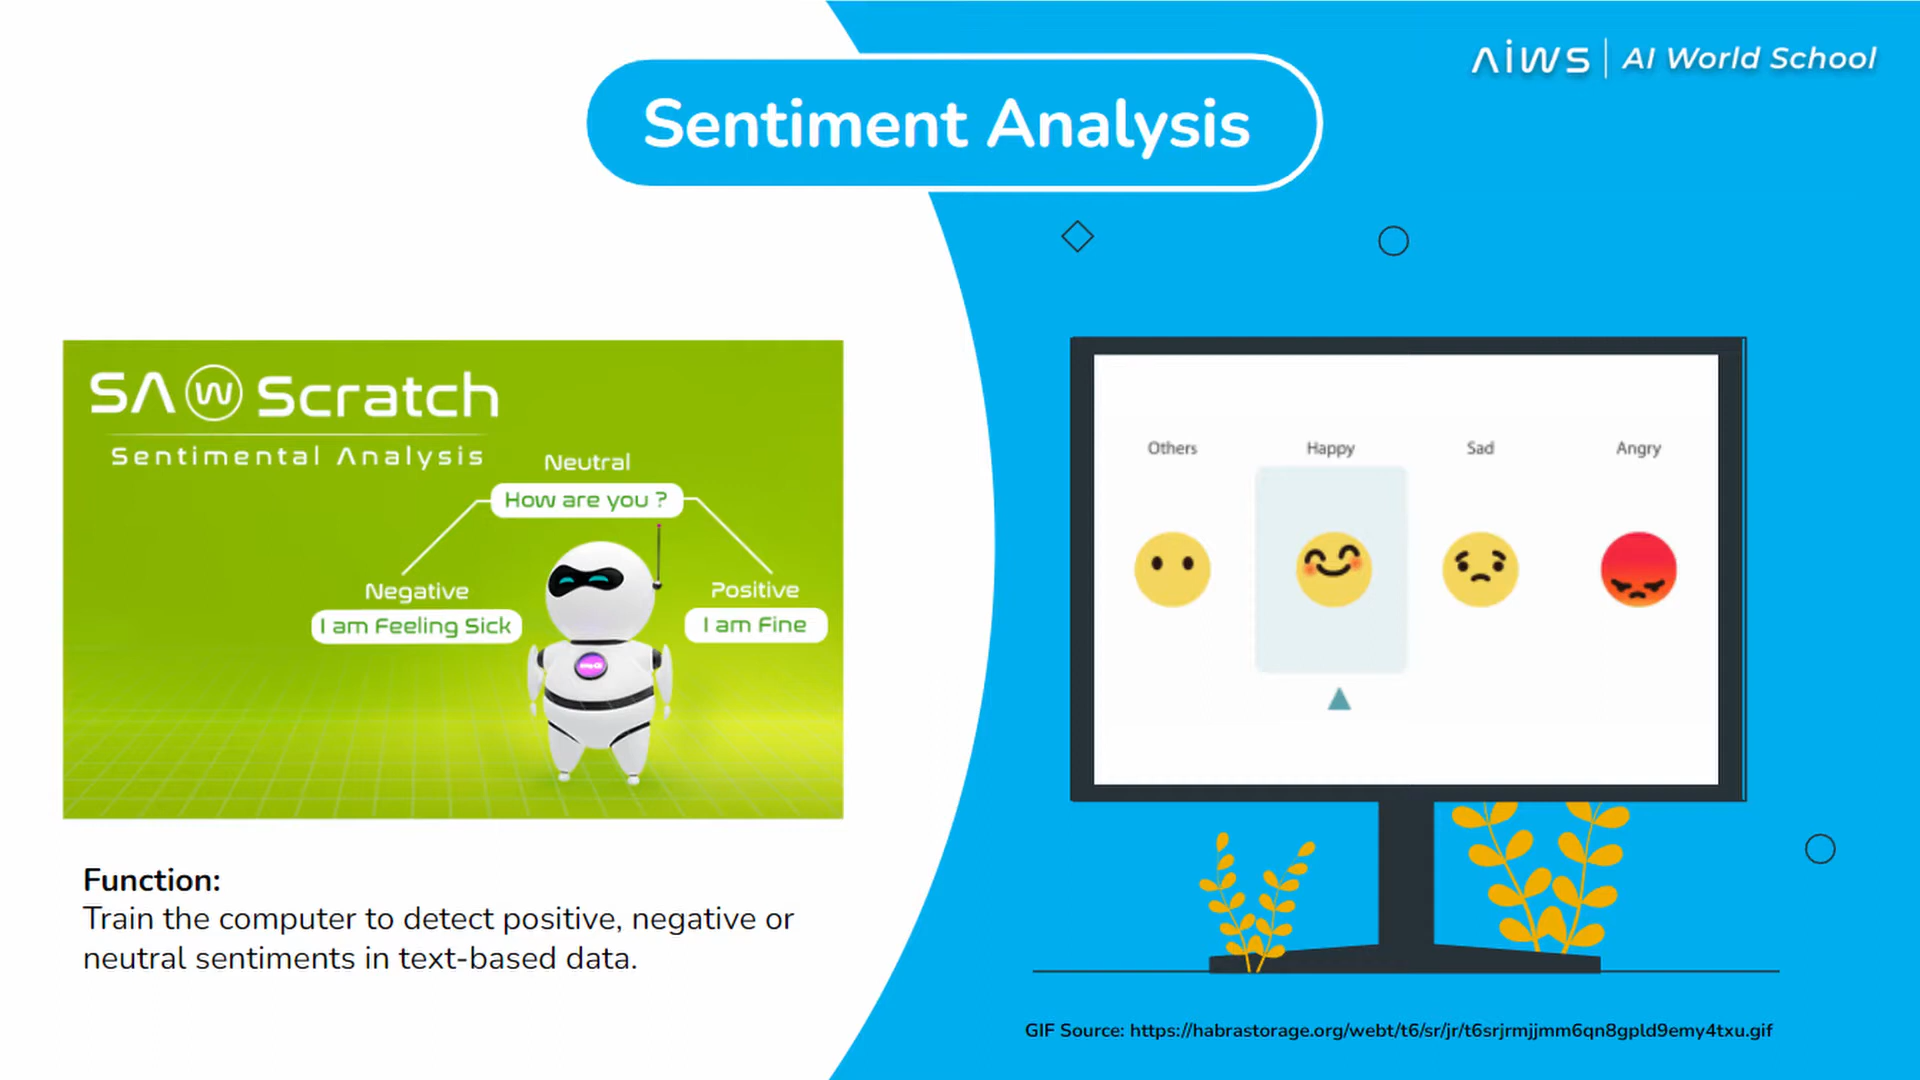 AIWS | AI World School
Sentiment Analysis
SA W Scratch
Sentimental Analysis
Neutral
How are you ?
Negative
I am Feeling Sick
Positive
I am Fine
Function:
Train the computer to detect positive, negative or
neutral sentiments in text-based data.
Others Happy Sad Angry
GIF Source: https://habrastorage.org/webt/t6/sr/jr/t6srjrmjjmm6qn8gpld9emy4txu.gif